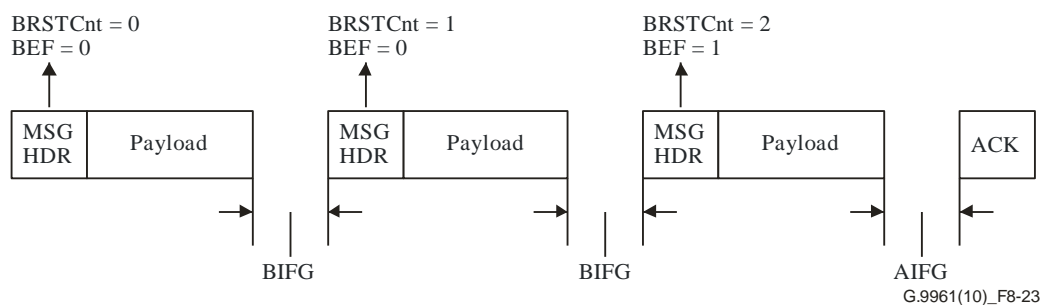 BRSTCnt = 0
BEF = 0
BRSTCnt = 1
BEF = 0
BRSTCnt = 2
BEF = 1
MSG
HDR
Payload
MSG
HDR
Payload
MSG
HDR
Payload
ACK
BIFG
BIFG
AIFG
G.9961(10)_F8-23